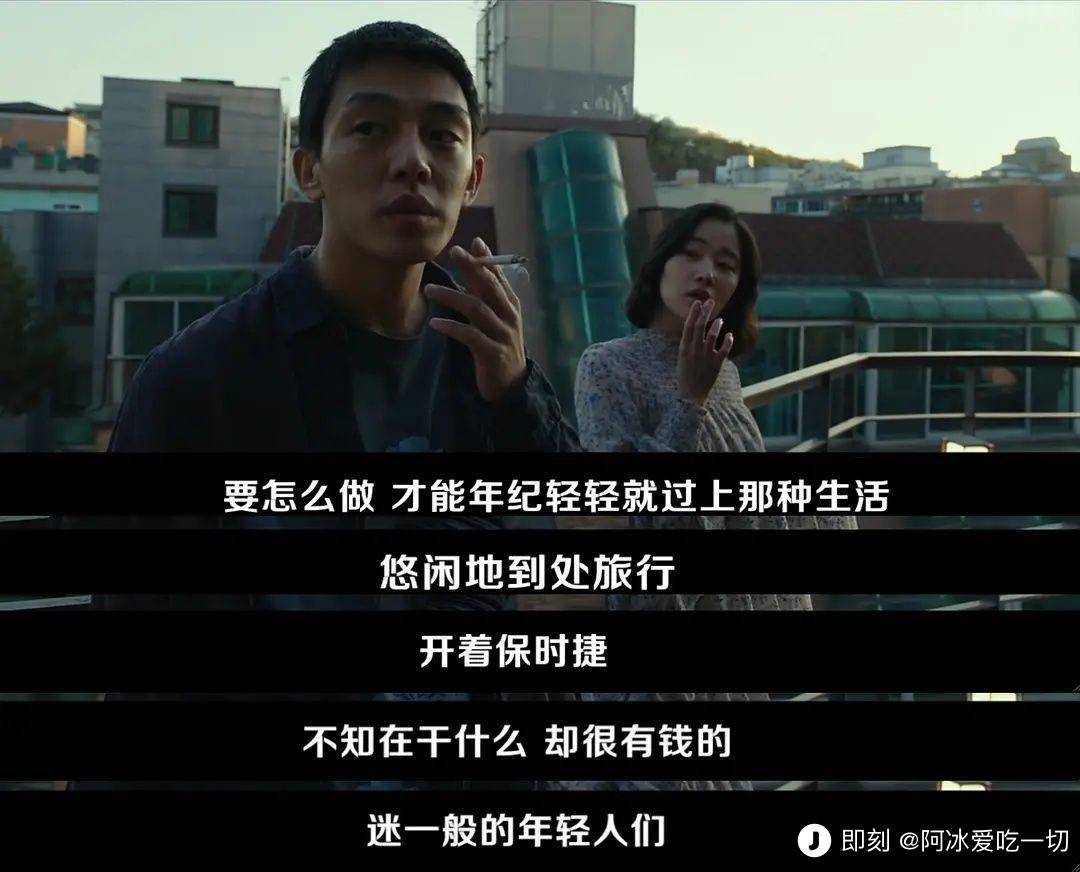 要怎么做 才能年纪轻轻就过上那种生活
悠闲地到处旅行
开着保时捷
不知在干什么 却很有钱的
迷一般的年轻人们
即刻 @阿冰爱吃一切